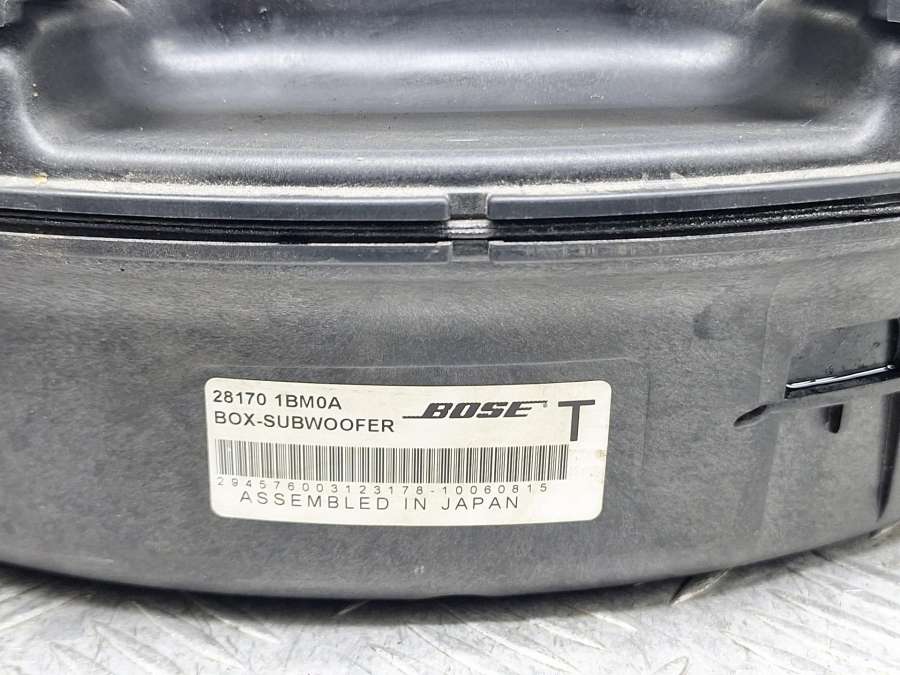 28170 1BM0A
BOSE
T
BOX-SUBWOOFER
294576003123178-10060815
ASSEMBLED IN JAPAN